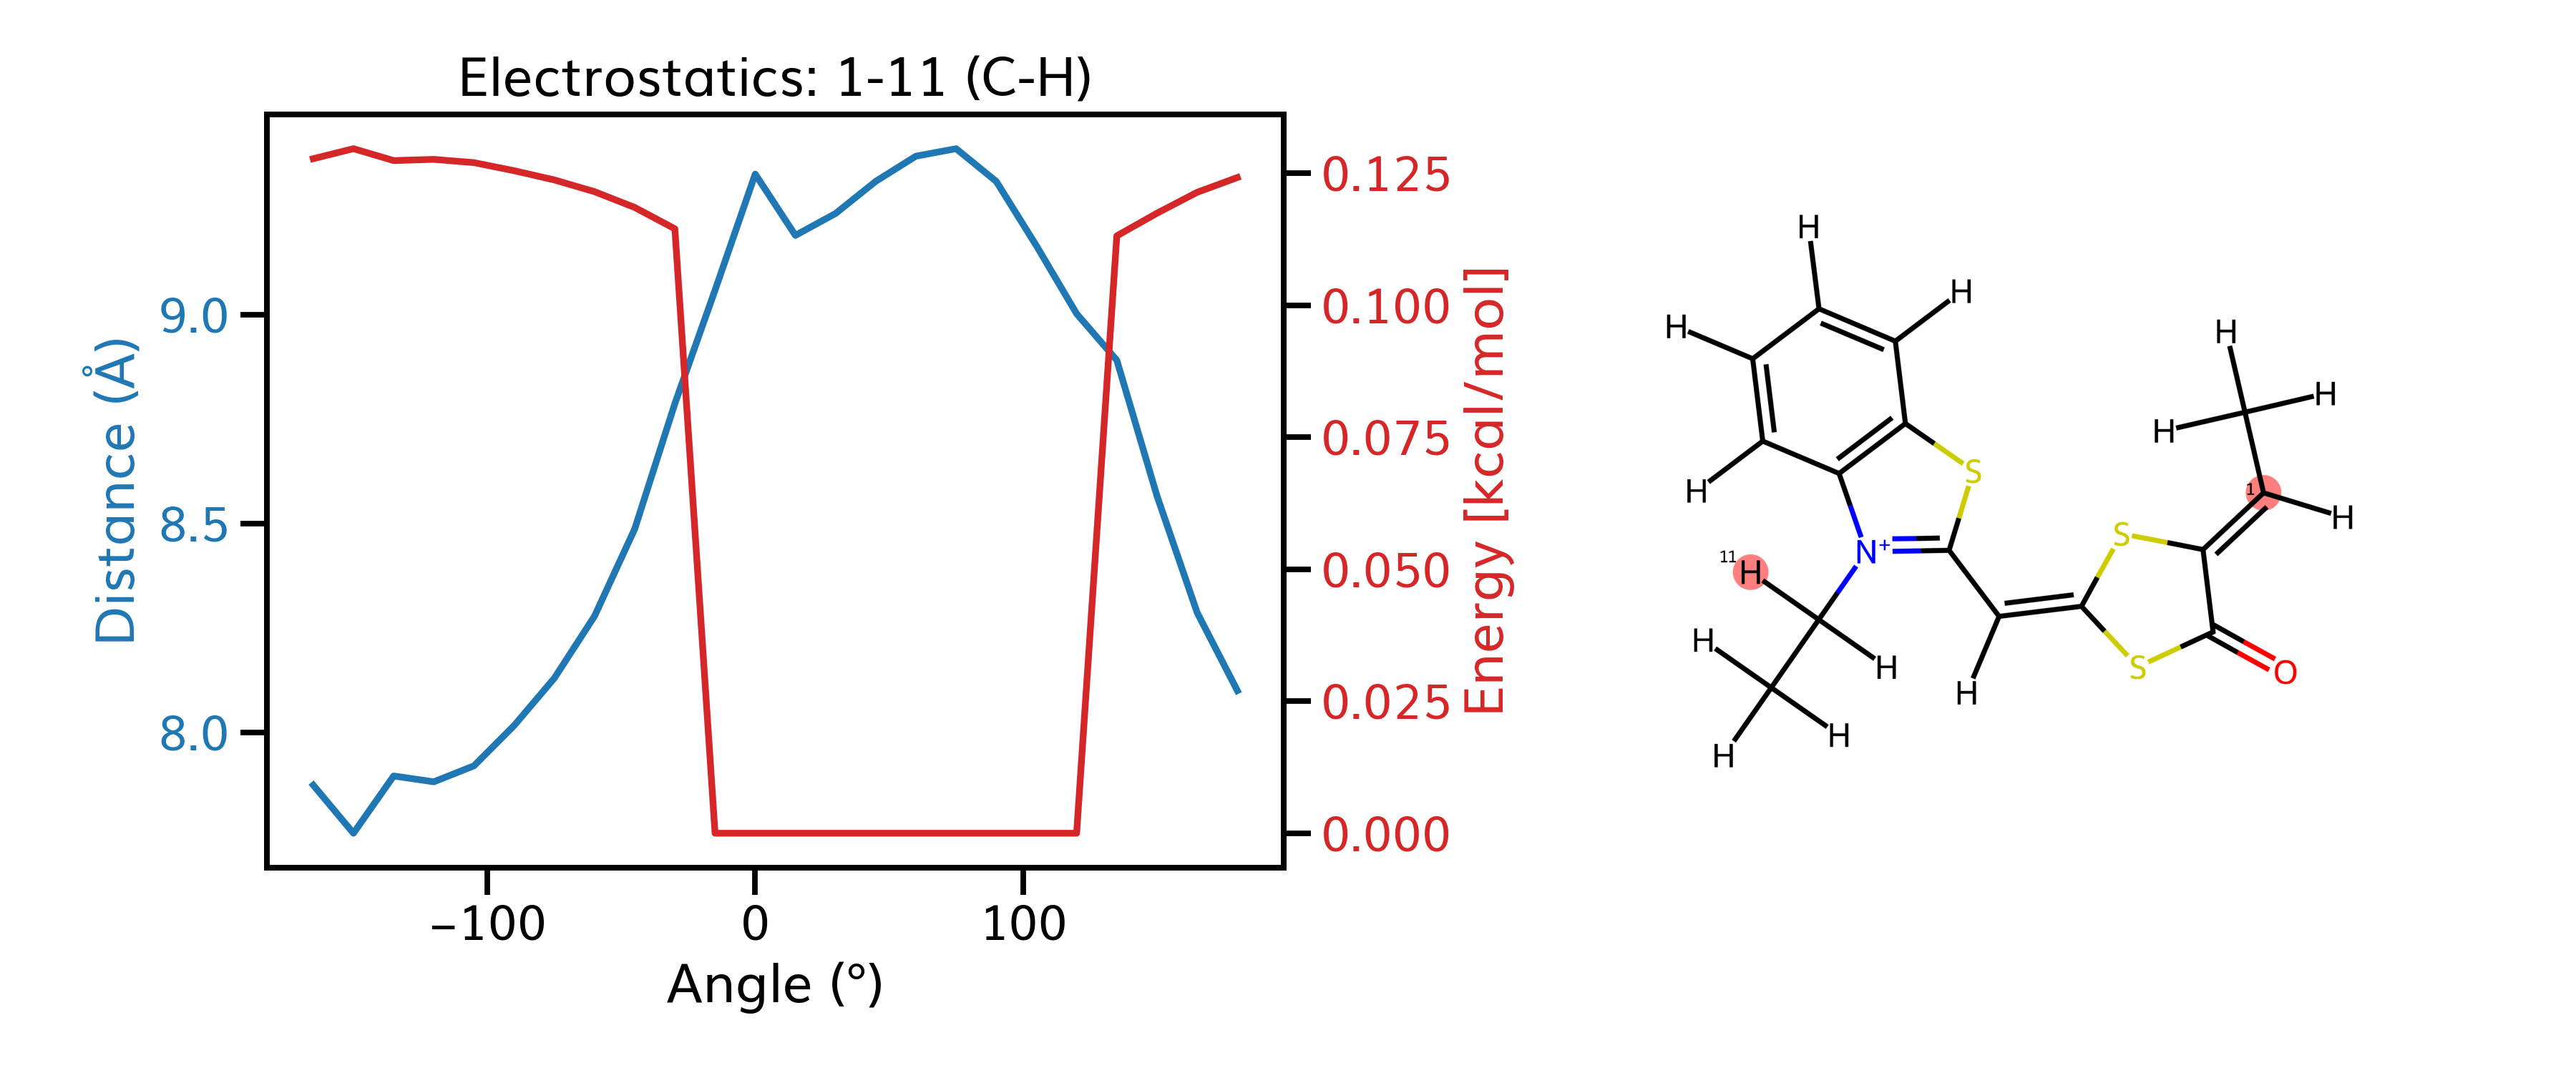 Electrostatics: 1-11 (C-H)
Distance (Å)
9.0
8.5
8.0
0.125
0.100
0.075
0.050
0.025
0.000
Energy [kcal/mol]
−100 0 100
Angle (°)
H
H
H
H
H
H
H
H
S
1
H
S
N⁺
11
H
H
H
S
O
H
H
H